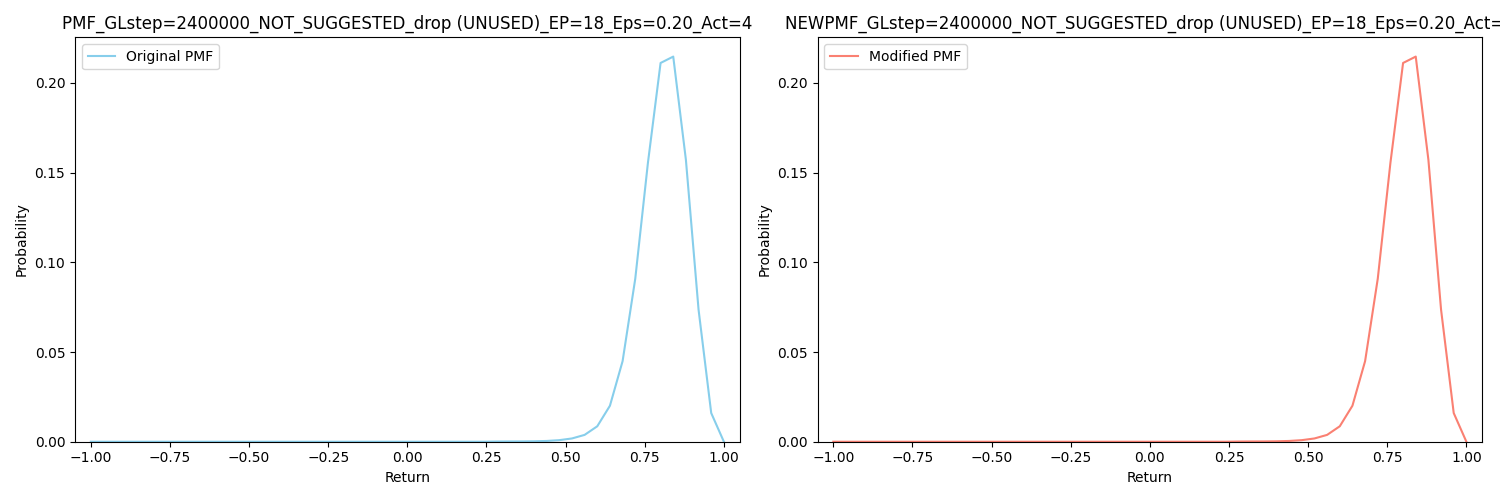 PMF_GLstep=2400000_NOT_SUGGESTED_drop (UNUSED)_EP=18_Eps=0.20_Act=4
Original PMF
Probability
0.20
0.15
0.10
0.05
0.00
−1.00 −0.75 −0.50 −0.25 0.00 0.25 0.50 0.75 1.00
Return
NEWPMF_GLstep=2400000_NOT_SUGGESTED_drop (UNUSED)_EP=18_Eps=0.20_Act=
Modified PMF
Probability
0.20
0.15
0.10
0.05
0.00
−1.00 −0.75 −0.50 −0.25 0.00 0.25 0.50 0.75 1.00
Return